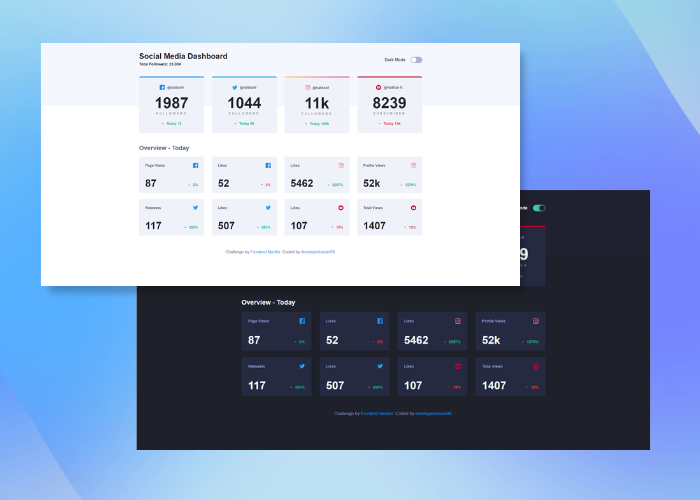 Social Media Dashboard
Total Followers: 23,004
Dark Mode
@nathanf
@nathanf
@nathanf
@nathan f.
1987
1044
11k
8239
FOLLOWERS
FOLLOWERS
FOLLOWERS
SUBSCRIBER
Today 12
Today 99
Today 1099
Today 144
Overview - Today
Page Views
Likes
Likes
Profile Views
87
3%
52
2%
5462
2257%
52k
1375%
Retweets
Likes
Likes
Total Views
117
303%
507
553%
107
19%
1407
12%
Challenge by Frontend Mentor. Coded by
ode
9
Overview - Today
Page Views
Likes
Likes
Profile Views
87
3%
52
2%
5462
2257%
52k
1375%
Retweets
Likes
Likes
Total Views
117
303%
507
553%
107
19%
1407
12%
Challenge by Frontend Mentor. Coded by